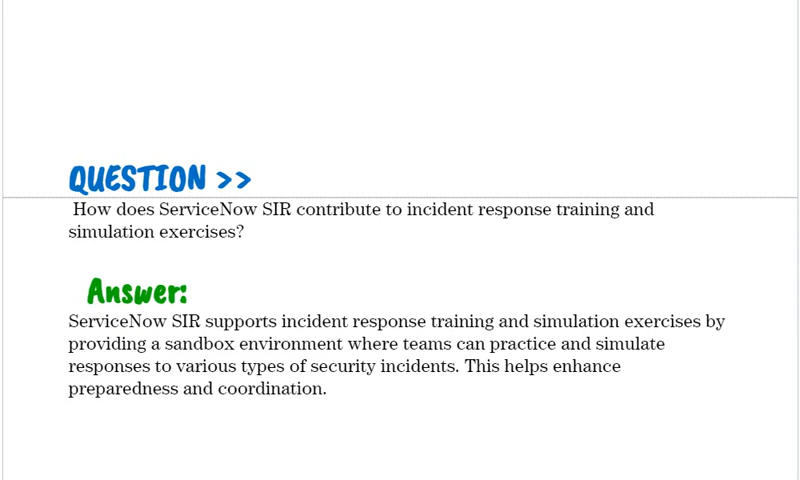 QUESTION >>
How does ServiceNow SIR contribute to incident response training and
simulation exercises?
Answer:
ServiceNow SIR supports incident response training and simulation exercises by
providing a sandbox environment where teams can practice and simulate
responses to various types of security incidents. This helps enhance
preparedness and coordination.